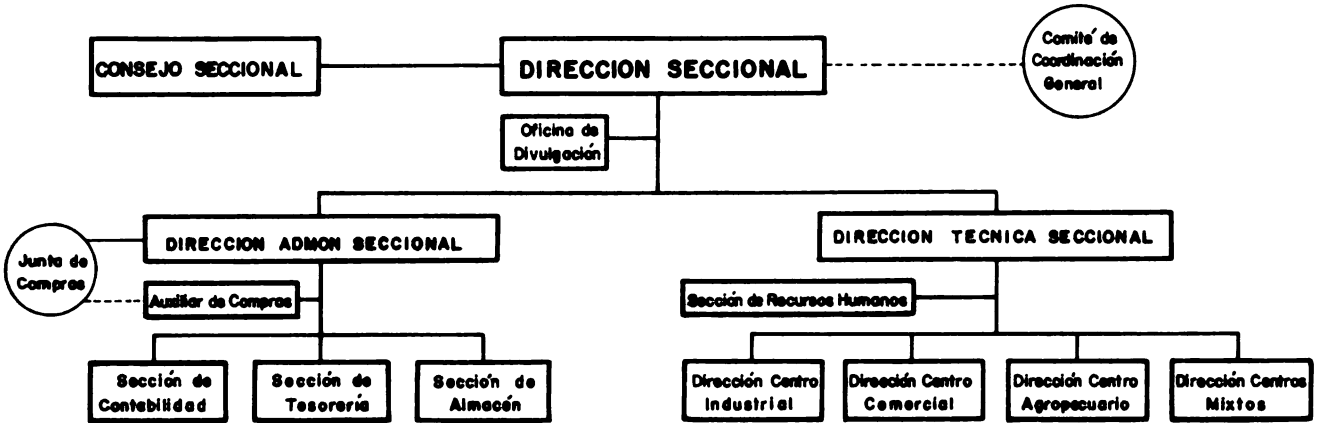 CONSEJO SECCIONAL
DIRECCION SECCIONAL
Comité de
Coordinación
General
Oficina de
Divulgación
DIRECCION ADMON SECCIONAL
DIRECCION TECNICA SECCIONAL
Junta de
Compras
Auxiliar de Compras
Sección de Recursos Humanos
Sección de
Contabilidad
Sección de
Tesorería
Sección de
Almacén
Dirección Centro
Industrial
Dirección Centro
Comercial
Dirección Centro
Agropecuario
Dirección Centros
Mixtos